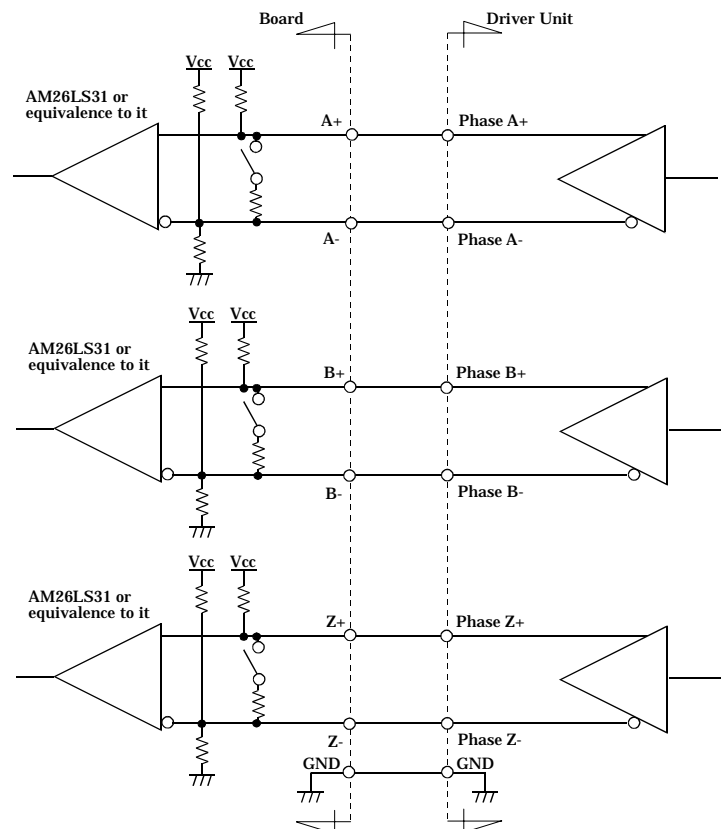 Board
Driver Unit
Vcc Vcc
AM26LS31 or
equivalence to it
A+
Phase A+
A-
Phase A-
Vcc Vcc
AM26LS31 or
equivalence to it
B+
Phase B+
B-
Phase B-
Vcc Vcc
AM26LS31 or
equivalence to it
Z+
Phase Z+
Z-
Phase Z-
GND
GND